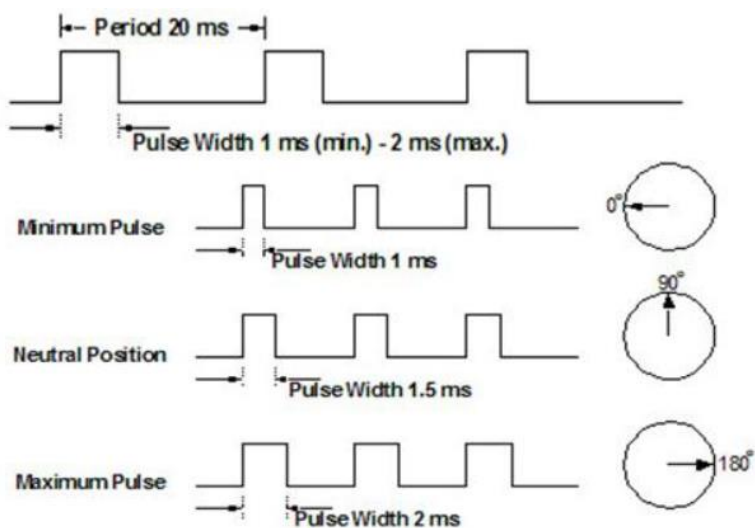 Period 20 ms
Pulse Width 1 ms (min.) - 2 ms (max.)
Minimum Pulse
0°
Pulse Width 1 ms
90°
Neutral Position
Pulse Width 1.5 ms
Maximum Pulse
180°
Pulse Width 2 ms